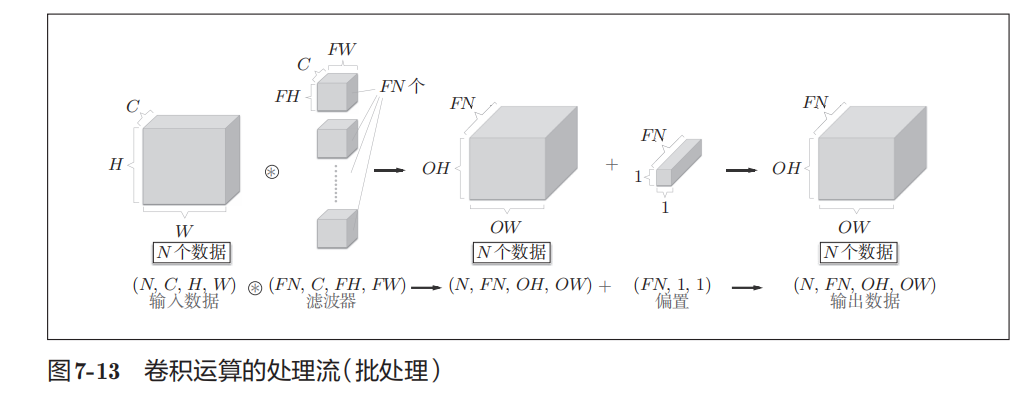 FW
C
FH
FN 个
C
H
W
N 个数据
⊛
FN
OH
OW
N 个数据
+
FN
1
1
FN
OH
OW
N 个数据
(N, C, H, W) ⊛ (FN, C, FH, FW) → (N, FN, OH, OW) + (FN, 1, 1) → (N, FN, OH, OW)
输入数据 滤波器 偏置 输出数据
图7-13 卷积运算的处理流(批处理)